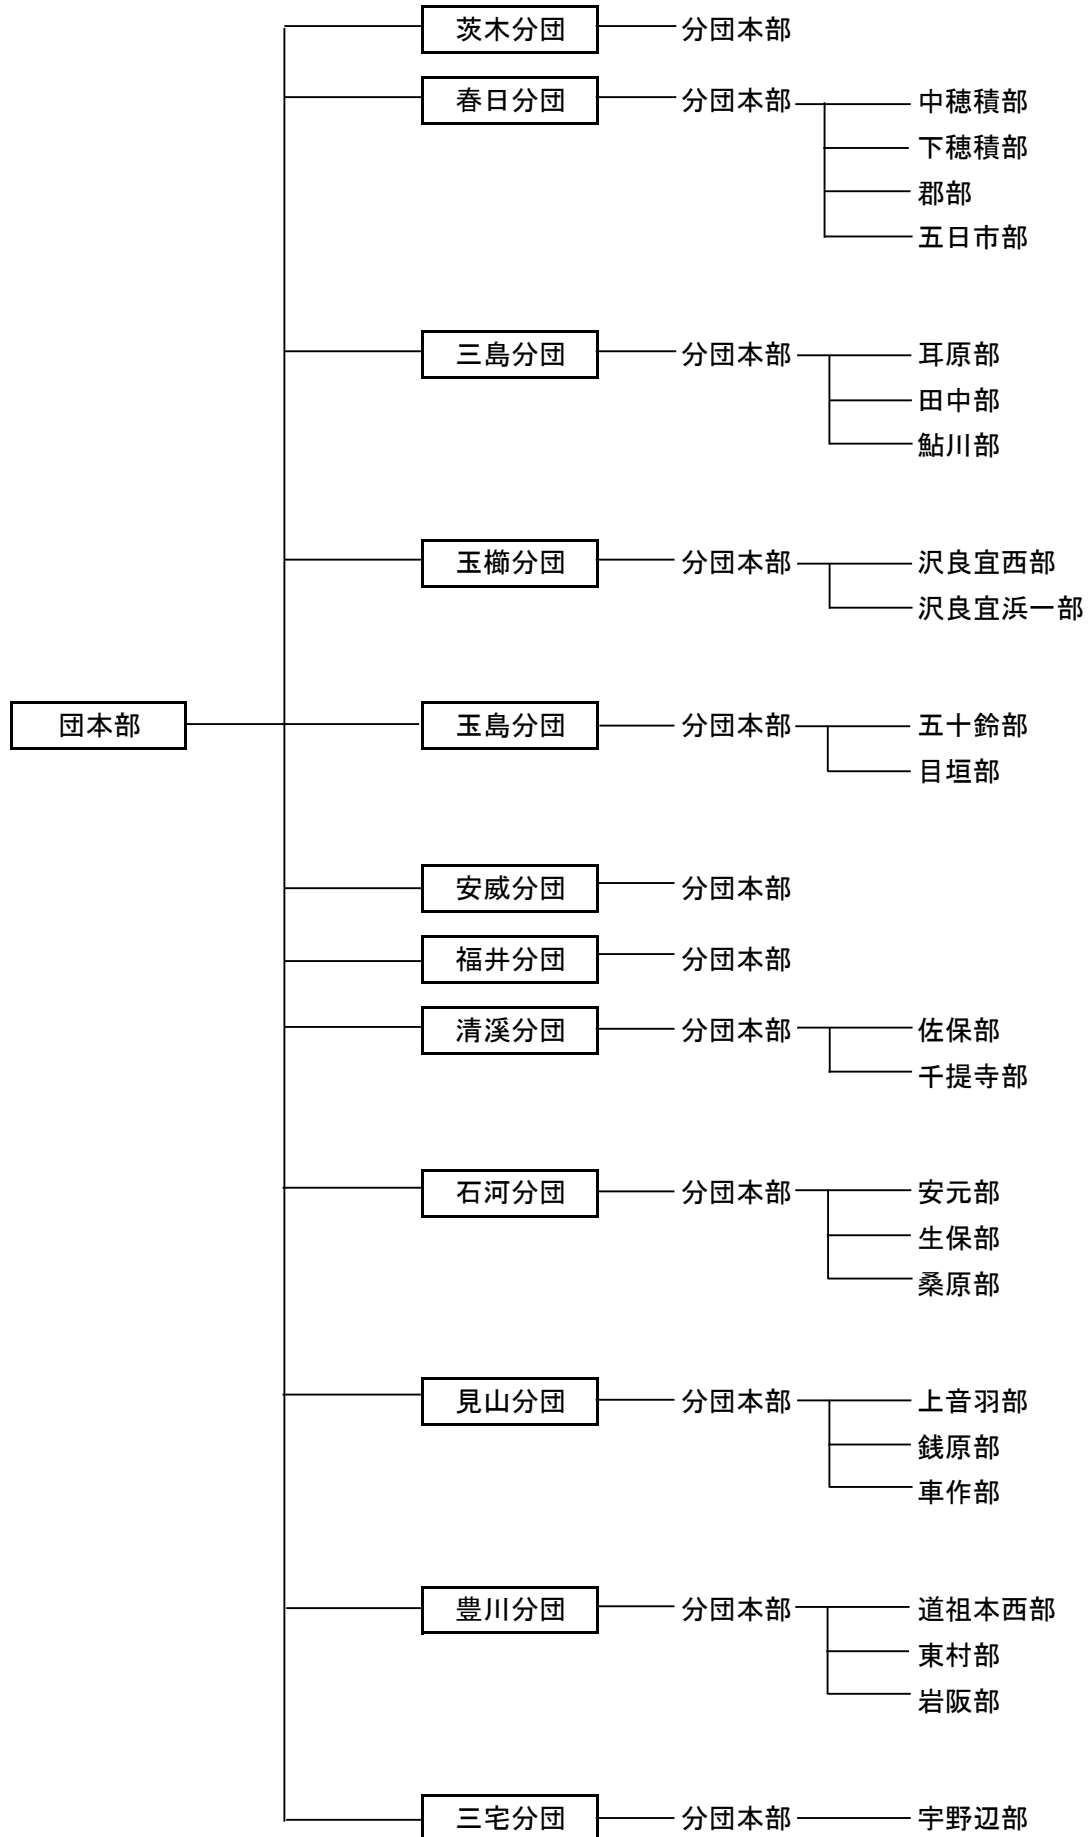 茨木分団 分団本部
春日分団 分団本部 中穂積部
下穂積部
郡部
五日市部
三島分団 分団本部 耳原部
田中部
鮎川部
玉櫛分団 分団本部 沢良宜西部
沢良宜浜一部
団本部 玉島分団 分団本部 五十鈴部
目垣部
安威分団 分団本部
福井分団 分団本部
清溪分団 分団本部 佐保部
千提寺部
石河分団 分団本部 安元部
生保部
桑原部
見山分団 分団本部 上音羽部
銭原部
車作部
豊川分団 分団本部 道祖本西部
東村部
岩阪部
三宅分団 分団本部 宇野辺部